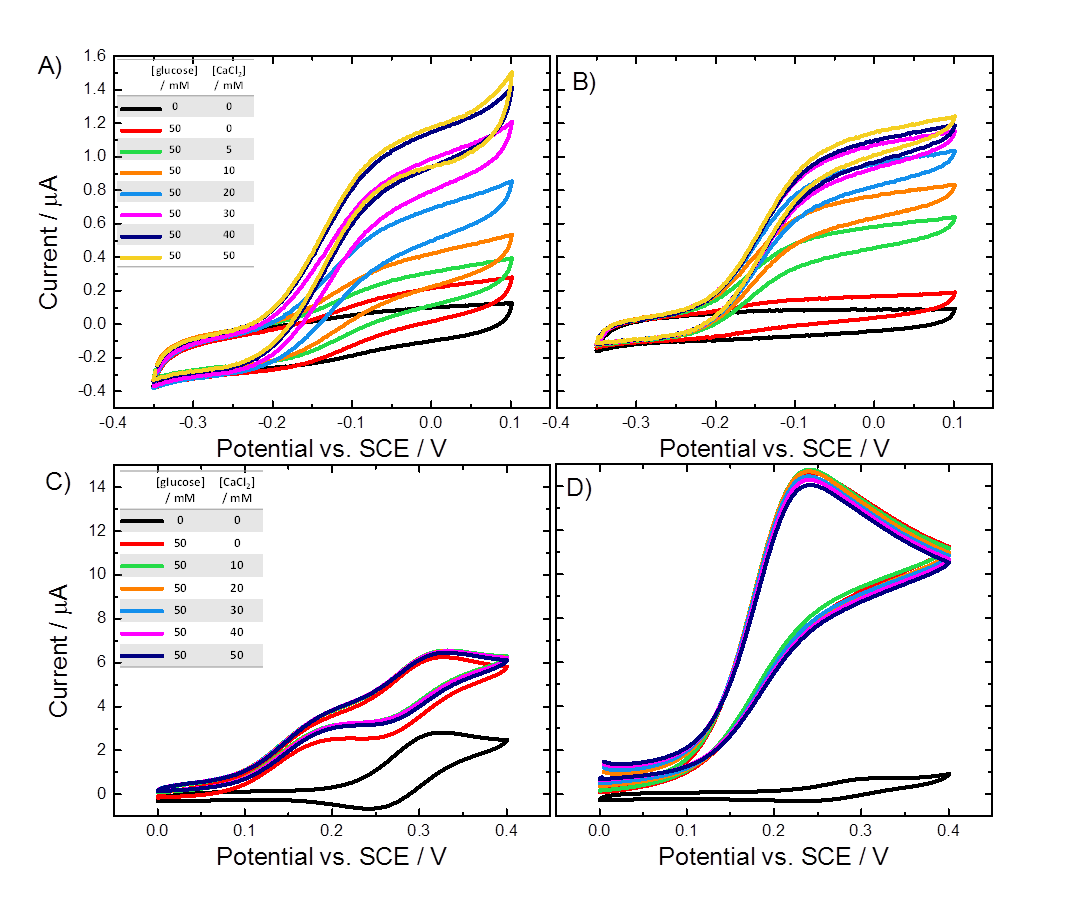 A)
B)
[glucose] [CaCl₂]
/ mM / mM
0 0
50 0
50 5
50 10
50 20
50 30
50 40
50 50
1.6
1.4
1.2
1.0
0.8
0.6
0.4
0.2
0.0
-0.2
-0.4
Current / μA
-0.4 -0.3 -0.2 -0.1 0.0 0.1 -0.4 -0.3 -0.2 -0.1 0.0 0.1
Potential vs. SCE / V Potential vs. SCE / V
C)
D)
[glucose] [CaCl₂]
/ mM / mM
0 0
50 0
50 10
50 20
50 30
50 40
50 50
14
12
10
8
6
4
2
0
Current / μA
0.0 0.1 0.2 0.3 0.4 0.0 0.1 0.2 0.3 0.4
Potential vs. SCE / V Potential vs. SCE / V